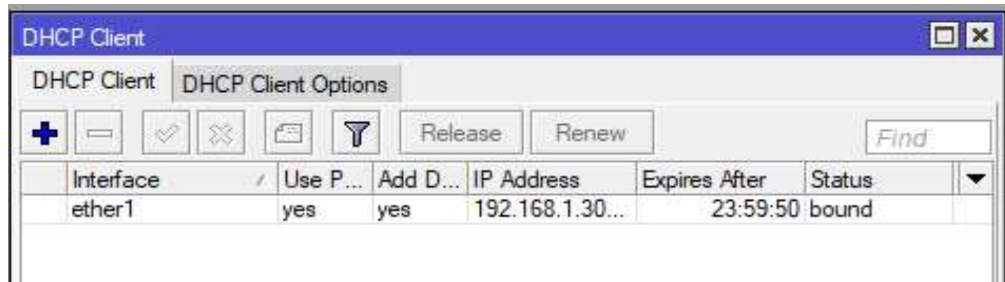 DHCP Client
DHCP Client DHCP Client Options
Release Renew Find
Interface Use P... Add D... IP Address Expires After Status
ether1 yes yes 192.168.1.30... 23:59:50 bound